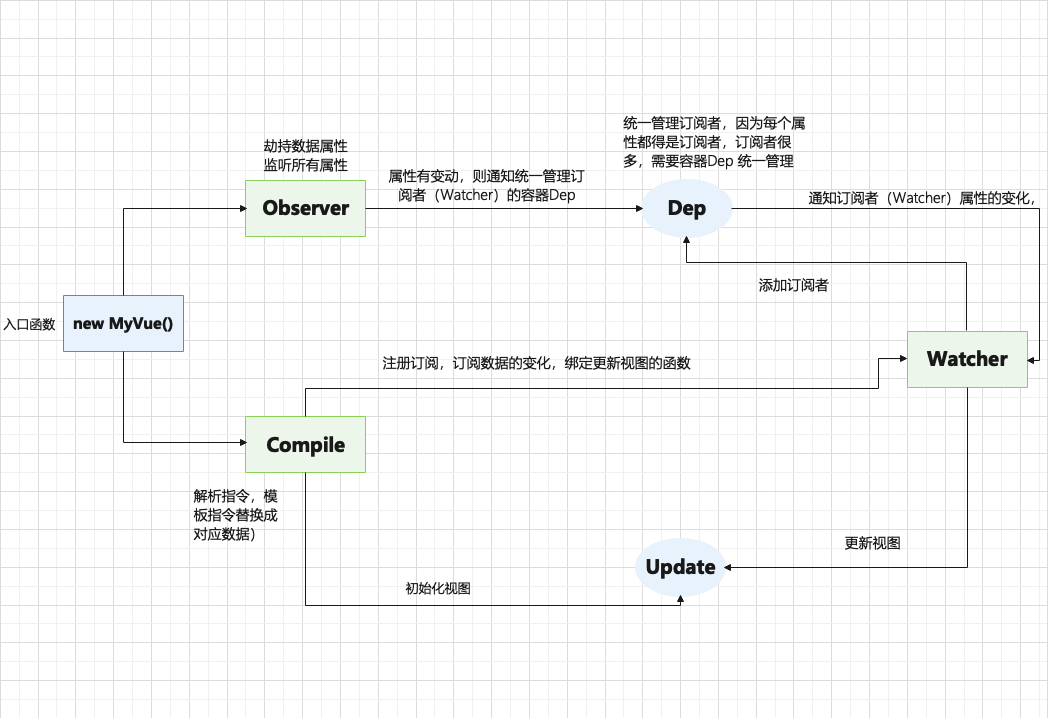 统一管理订阅者，因为每个属
性都得是订阅者，订阅者很
多，需要容器Dep 统一管理
劫持数据属性
监听所有属性
属性有变动，则通知统一管理订
阅者（Watcher）的容器Dep
通知订阅者（Watcher）属性的变化，
Observer
Dep
添加订阅者
入口函数
new MyVue()
注册订阅，订阅数据的变化，绑定更新视图的函数
Watcher
Compile
解析指令，模
板指令替换成
对应数据）
更新视图
Update
初始化视图